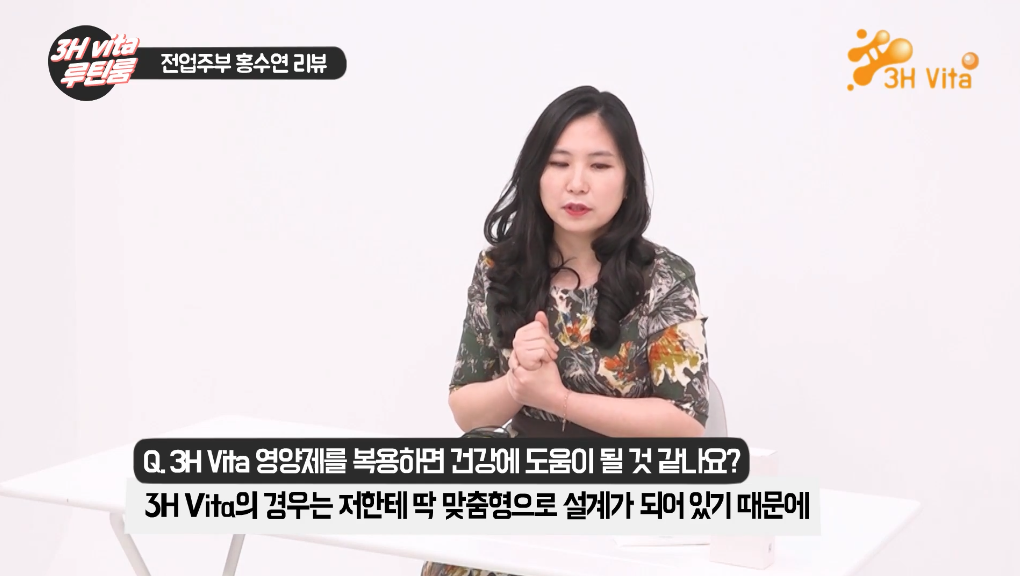 3H vita
루틴룸
전업주부 홍수연 리뷰
3H Vita
Q. 3H Vita 영양제를 복용하면 건강에 도움이 될 것 같나요?
3H Vita의 경우는 저한테 딱 맞춤형으로 설계가 되어 있기 때문에